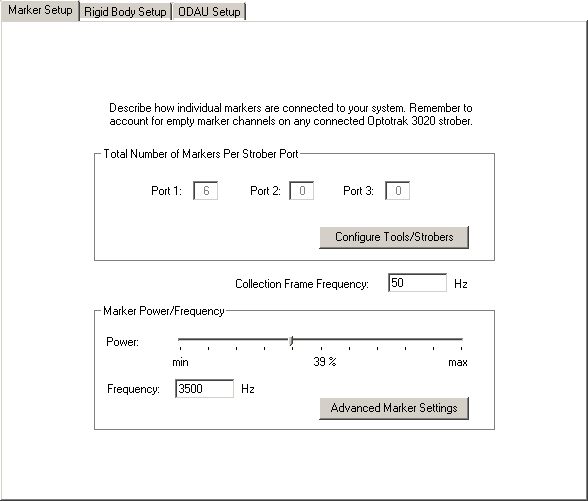 Marker Setup Rigid Body Setup ODAU Setup
Describe how individual markers are connected to your system. Remember to
account for empty marker channels on any connected Optotrak 3020 strober.
Total Number of Markers Per Strober Port
Port 1: 6 Port 2: 0 Port 3: 0
Configure Tools/Strobers
Collection Frame Frequency: 50 Hz
Marker Power/Frequency
Power:
min 39 % max
Frequency: 3500 Hz
Advanced Marker Settings